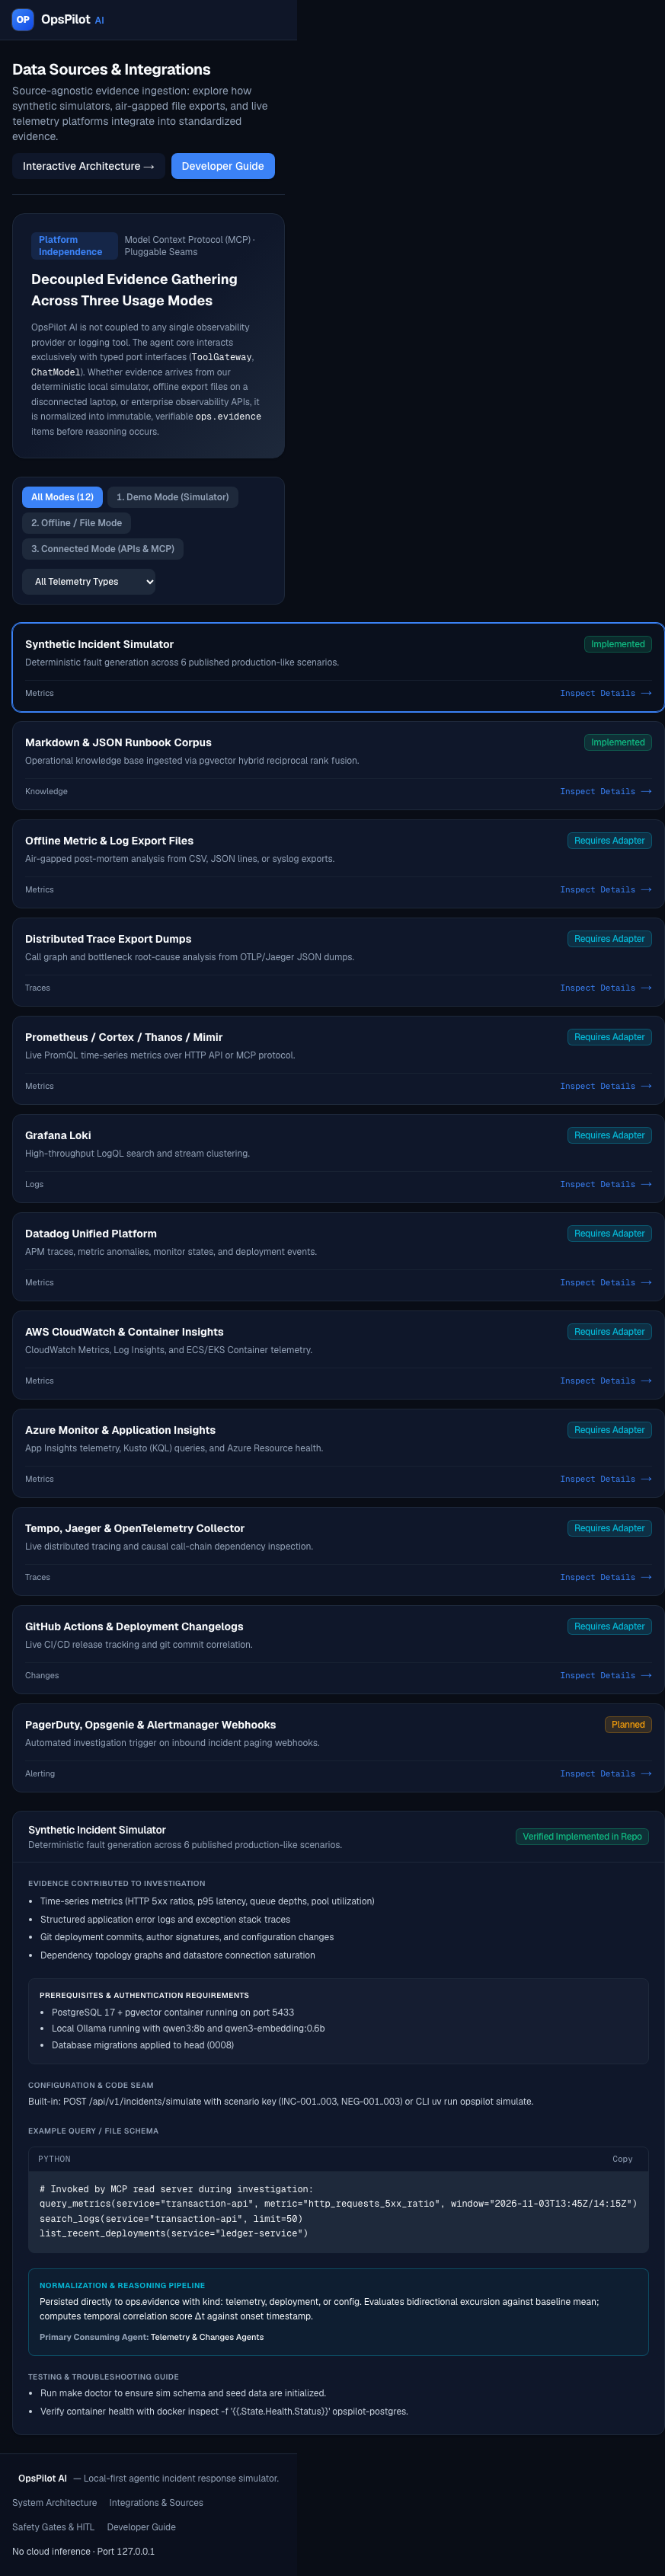 OP OpsPilot AI
Data Sources & Integrations
Source-agnostic evidence ingestion: explore how
synthetic simulators, air-gapped file exports, and live
telemetry platforms integrate into standardized
evidence.
Interactive Architecture → Developer Guide
Platform Independence Model Context Protocol (MCP) · Pluggable Seams
Decoupled Evidence Gathering
Across Three Usage Modes
OpsPilot AI is not coupled to any single observability
provider or logging tool. The agent core interacts
exclusively with typed port interfaces (ToolGateway,
ChatModel). Whether evidence arrives from our
deterministic local simulator, offline export files on a
disconnected laptop, or enterprise observability APIs, it
is normalized into immutable, verifiable ops.evidence
items before reasoning occurs.
All Modes (12) 1. Demo Mode (Simulator)
2. Offline / File Mode
3. Connected Mode (APIs & MCP)
All Telemetry Types
Synthetic Incident Simulator Implemented
Deterministic fault generation across 6 published production-like scenarios.
Metrics Inspect Details →
Markdown & JSON Runbook Corpus Implemented
Operational knowledge base ingested via pgvector hybrid reciprocal rank fusion.
Knowledge Inspect Details →
Offline Metric & Log Export Files Requires Adapter
Air-gapped post-mortem analysis from CSV, JSON lines, or syslog exports.
Metrics Inspect Details →
Distributed Trace Export Dumps Requires Adapter
Call graph and bottleneck root-cause analysis from OTLP/Jaeger JSON dumps.
Traces Inspect Details →
Prometheus / Cortex / Thanos / Mimir Requires Adapter
Live PromQL time-series metrics over HTTP API or MCP protocol.
Metrics Inspect Details →
Grafana Loki Requires Adapter
High-throughput LogQL search and stream clustering.
Logs Inspect Details →
Datadog Unified Platform Requires Adapter
APM traces, metric anomalies, monitor states, and deployment events.
Metrics Inspect Details →
AWS CloudWatch & Container Insights Requires Adapter
CloudWatch Metrics, Log Insights, and ECS/EKS Container telemetry.
Metrics Inspect Details →
Azure Monitor & Application Insights Requires Adapter
App Insights telemetry, Kusto (KQL) queries, and Azure Resource health.
Metrics Inspect Details →
Tempo, Jaeger & OpenTelemetry Collector Requires Adapter
Live distributed tracing and causal call-chain dependency inspection.
Traces Inspect Details →
GitHub Actions & Deployment Changelogs Requires Adapter
Live CI/CD release tracking and git commit correlation.
Changes Inspect Details →
PagerDuty, Opsgenie & Alertmanager Webhooks Planned
Automated investigation trigger on inbound incident paging webhooks.
Alerting Inspect Details →
Synthetic Incident Simulator Verified Implemented in Repo
Deterministic fault generation across 6 published production-like scenarios.
EVIDENCE CONTRIBUTED TO INVESTIGATION
• Time-series metrics (HTTP 5xx ratios, p95 latency, queue depths, pool utilization)
• Structured application error logs and exception stack traces
• Git deployment commits, author signatures, and configuration changes
• Dependency topology graphs and datastore connection saturation
PREREQUISITES & AUTHENTICATION REQUIREMENTS
• PostgreSQL 17 + pgvector container running on port 5433
• Local Ollama running with qwen3:8b and qwen3-embedding:0.6b
• Database migrations applied to head (0008)
CONFIGURATION & CODE SEAM
Built-in: POST /api/v1/incidents/simulate with scenario key (INC-001..003, NEG-001..003) or CLI uv run opspilot simulate.
EXAMPLE QUERY / FILE SCHEMA
PYTHON Copy
# Invoked by MCP read server during investigation:
query_metrics(service="transaction-api", metric="http_requests_5xx_ratio", window="2026-11-03T13:45Z/14:15Z")
search_logs(service="transaction-api", limit=50)
list_recent_deployments(service="ledger-service")
NORMALIZATION & REASONING PIPELINE
Persisted directly to ops.evidence with kind: telemetry, deployment, or config. Evaluates bidirectional excursion against baseline mean;
computes temporal correlation score Δt against onset timestamp.
Primary Consuming Agent: Telemetry & Changes Agents
TESTING & TROUBLESHOOTING GUIDE
• Run make doctor to ensure sim schema and seed data are initialized.
• Verify container health with docker inspect -f '{{.State.Health.Status}}' opspilot-postgres.
OpsPilot AI — Local-first agentic incident response simulator.
System Architecture Integrations & Sources
Safety Gates & HITL Developer Guide
No cloud inference · Port 127.0.0.1